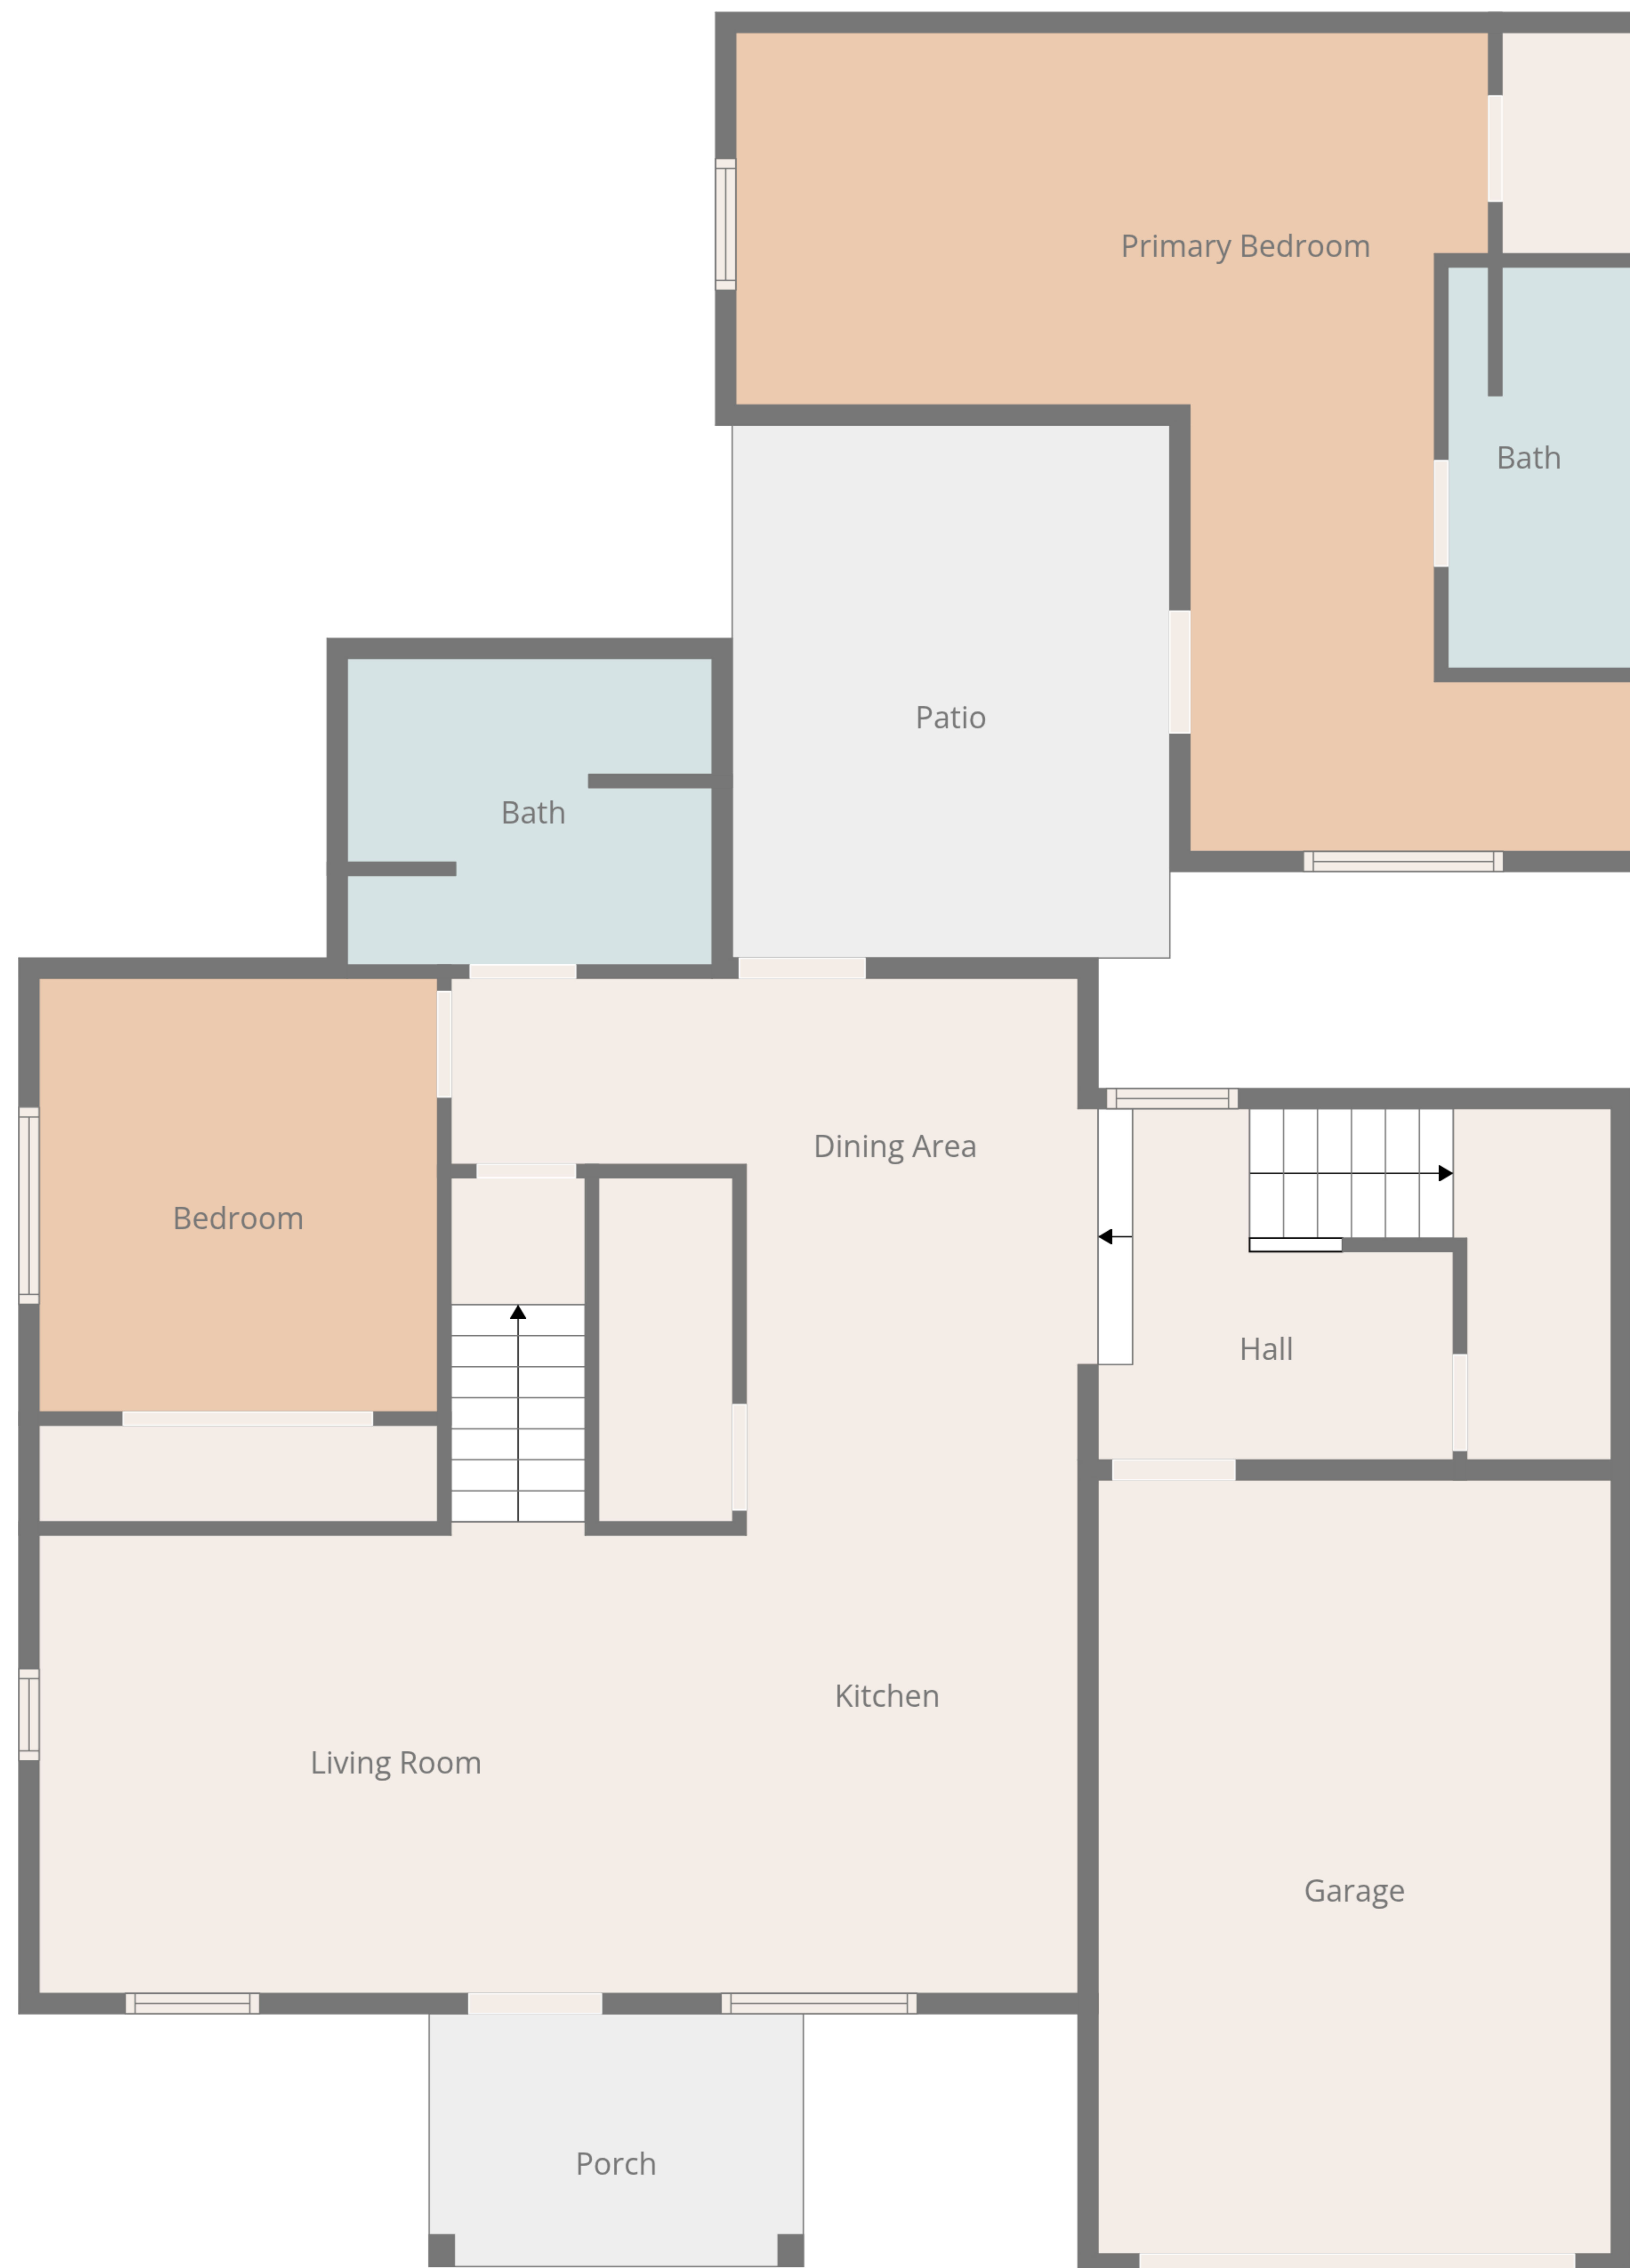 Primary Bedroom
Bath
Patio
Bath
Dining Area
Bedroom
Hall
Kitchen
Living Room
Garage
Porch